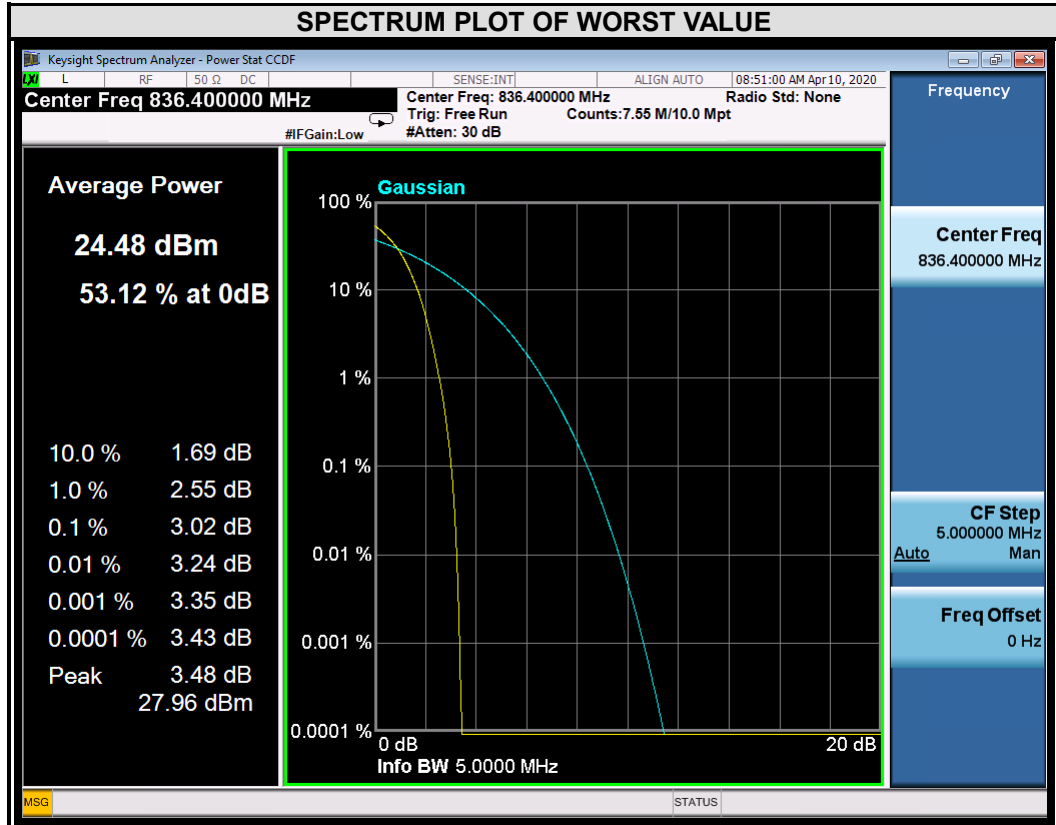 SPECTRUM PLOT OF WORST VALUE
Keysight Spectrum Analyzer - Power Stat CCDF
LXI L RF 50 Ω DC SENSE:INT ALIGN AUTO 08:51:00 AM Apr 10, 2020
Center Freq 836.400000 MHz
Center Freq: 836.400000 MHz Radio Std: None
Trig: Free Run Counts:7.55 M/10.0 Mpt
#IFGain:Low #Atten: 30 dB
Frequency
Average Power
24.48 dBm
53.12 % at 0dB
10.0 % 1.69 dB
1.0 % 2.55 dB
0.1 % 3.02 dB
0.01 % 3.24 dB
0.001 % 3.35 dB
0.0001 % 3.43 dB
Peak 3.48 dB
27.96 dBm
Gaussian
100 %
10 %
1 %
0.1 %
0.01 %
0.001 %
0.0001 %
0 dB 20 dB
Info BW 5.0000 MHz
Center Freq
836.400000 MHz
CF Step
5.000000 MHz
Auto Man
Freq Offset
0 Hz
MSG STATUS